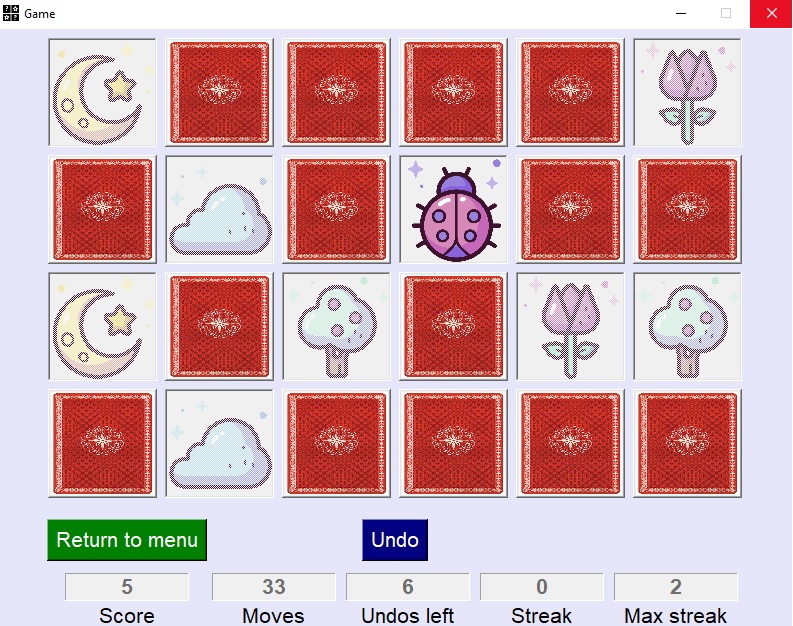 Game
Return to menu
Undo
5 33 6 0 2
Score Moves Undos left Streak Max streak